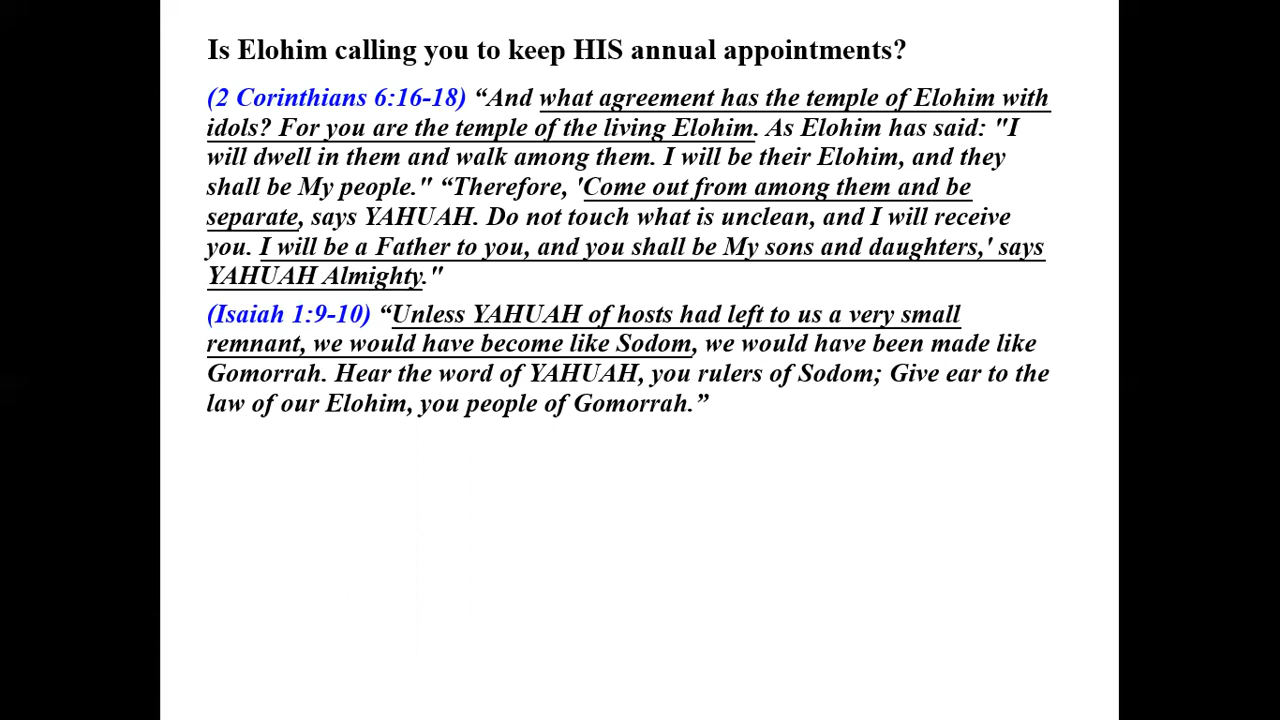 Is Elohim calling you to keep HIS annual appointments?
(2 Corinthians 6:16-18) “And what agreement has the temple of Elohim with
idols? For you are the temple of the living Elohim. As Elohim has said: "I
will dwell in them and walk among them. I will be their Elohim, and they
shall be My people." “Therefore, 'Come out from among them and be
separate, says YAHUAH. Do not touch what is unclean, and I will receive
you. I will be a Father to you, and you shall be My sons and daughters,' says
YAHUAH Almighty."
(Isaiah 1:9-10) “Unless YAHUAH of hosts had left to us a very small
remnant, we would have become like Sodom, we would have been made like
Gomorrah. Hear the word of YAHUAH, you rulers of Sodom; Give ear to the
law of our Elohim, you people of Gomorrah.”